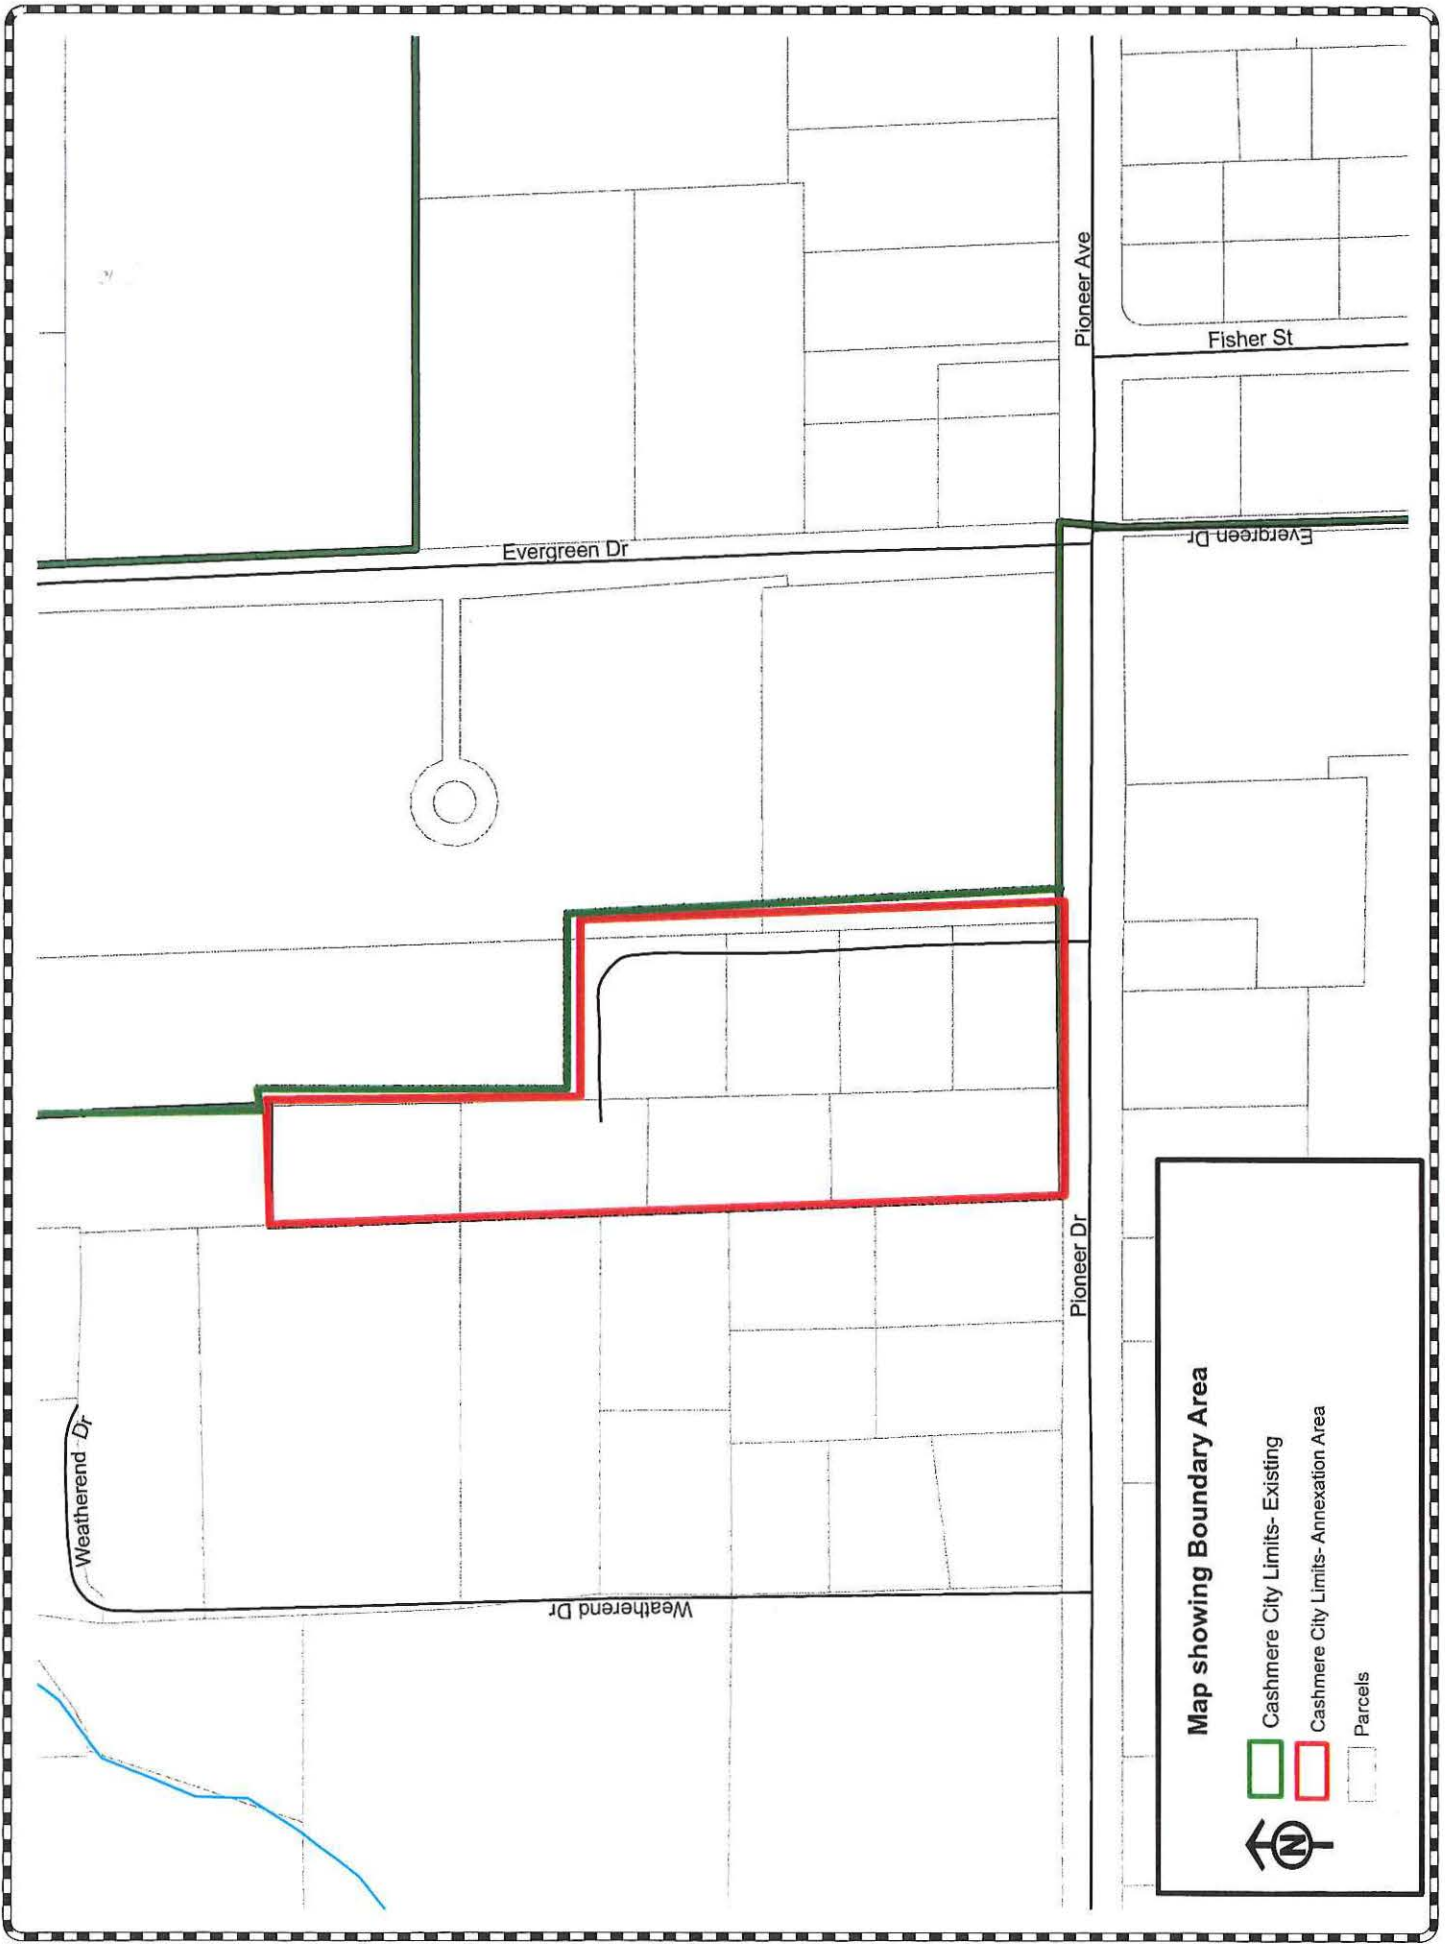 Evergreen Dr
Pioneer Ave
Fisher St
Evergreen Dr
Pioneer Dr
Weatherend Dr
Weatherend Dr
Map showing Boundary Area
Cashmere City Limits- Existing
Cashmere City Limits- Annexation Area
Parcels
N